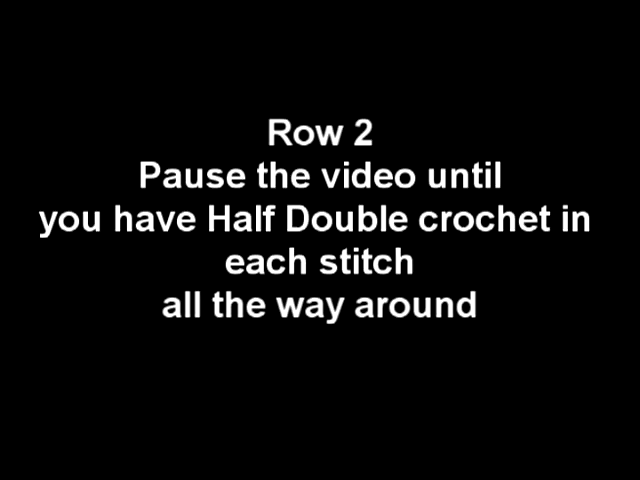 Row 2
Pause the video until
you have Half Double crochet in
each stitch
all the way around